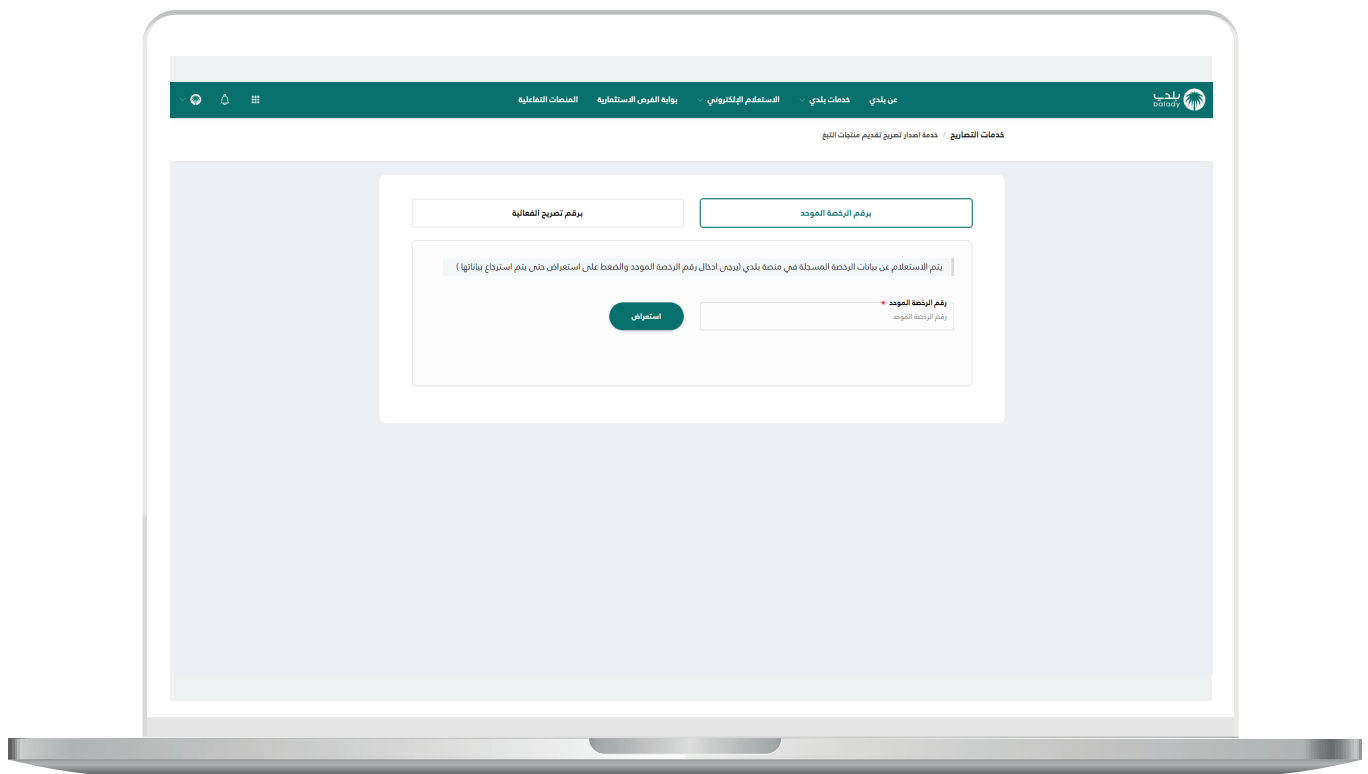 بلدي
balady
عن بلدي
خدمات بلدي
الاستعلام الإلكتروني
بوابة الفرص الاستثمارية
المنصات التفاعلية
خدمات التصاريح / خدمة اصدار تصريح تقديم منتجات التبغ
برقم الرخصة الموحد
برقم تصريح الفعالية
يتم الاستعلام عن بيانات الرخصة المسجلة في منصة بلدي (يرجى ادخال رقم الرخصة الموحد والضغط على استعراض حتى يتم استرجاع بياناتها )
رقم الرخصة الموحد *
رقم الرخصة الموحد
استعراض